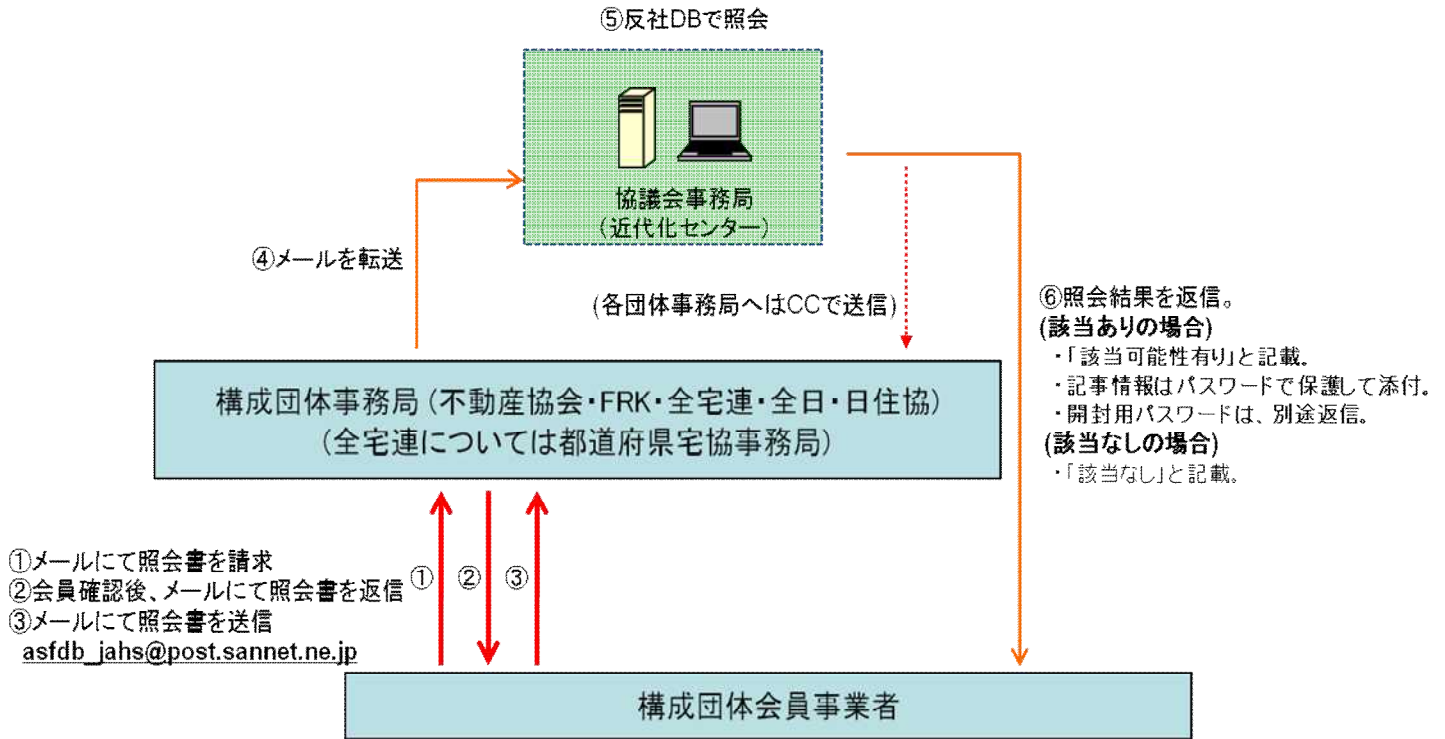 ⑤反社DBで照会
協議会事務局
(近代化センター)
④メールを転送
(各団体事務局へはCCで送信)
⑥照会結果を返信。
(該当ありの場合)
・「該当可能性有り」と記載。
・記事情報はパスワードで保護して添付。
・開封用パスワードは、別途返信。
(該当なしの場合)
・「該当なし」と記載。
構成団体事務局(不動産協会・FRK・全宅連・全日・日住協)
(全宅連については都道府県宅協事務局)
①メールにて照会書を請求
②会員確認後、メールにて照会書を返信
③メールにて照会書を送信
asfdb_jahs@post.sannet.ne.jp
① ② ③
構成団体会員事業者